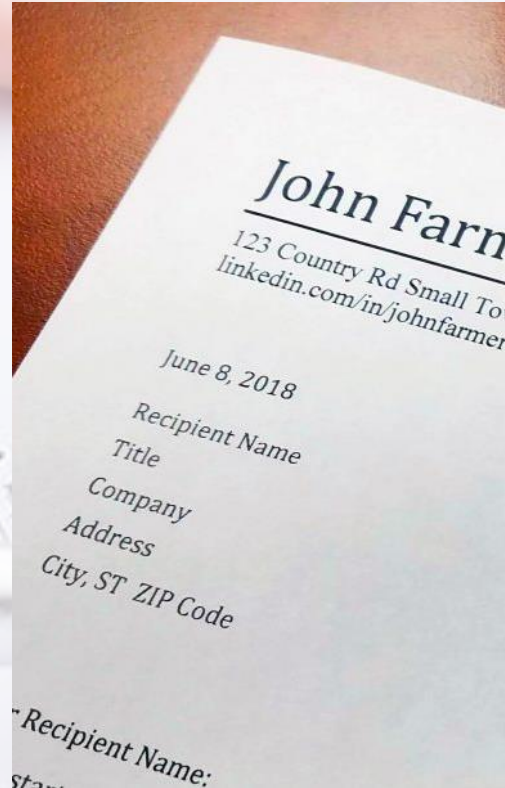 John Farm
123 Country Rd Small Tow
linkedin.com/in/johnfarmer
June 8, 2018
Recipient Name
Title
Company
Address
City, ST ZIP Code
r Recipient Name: